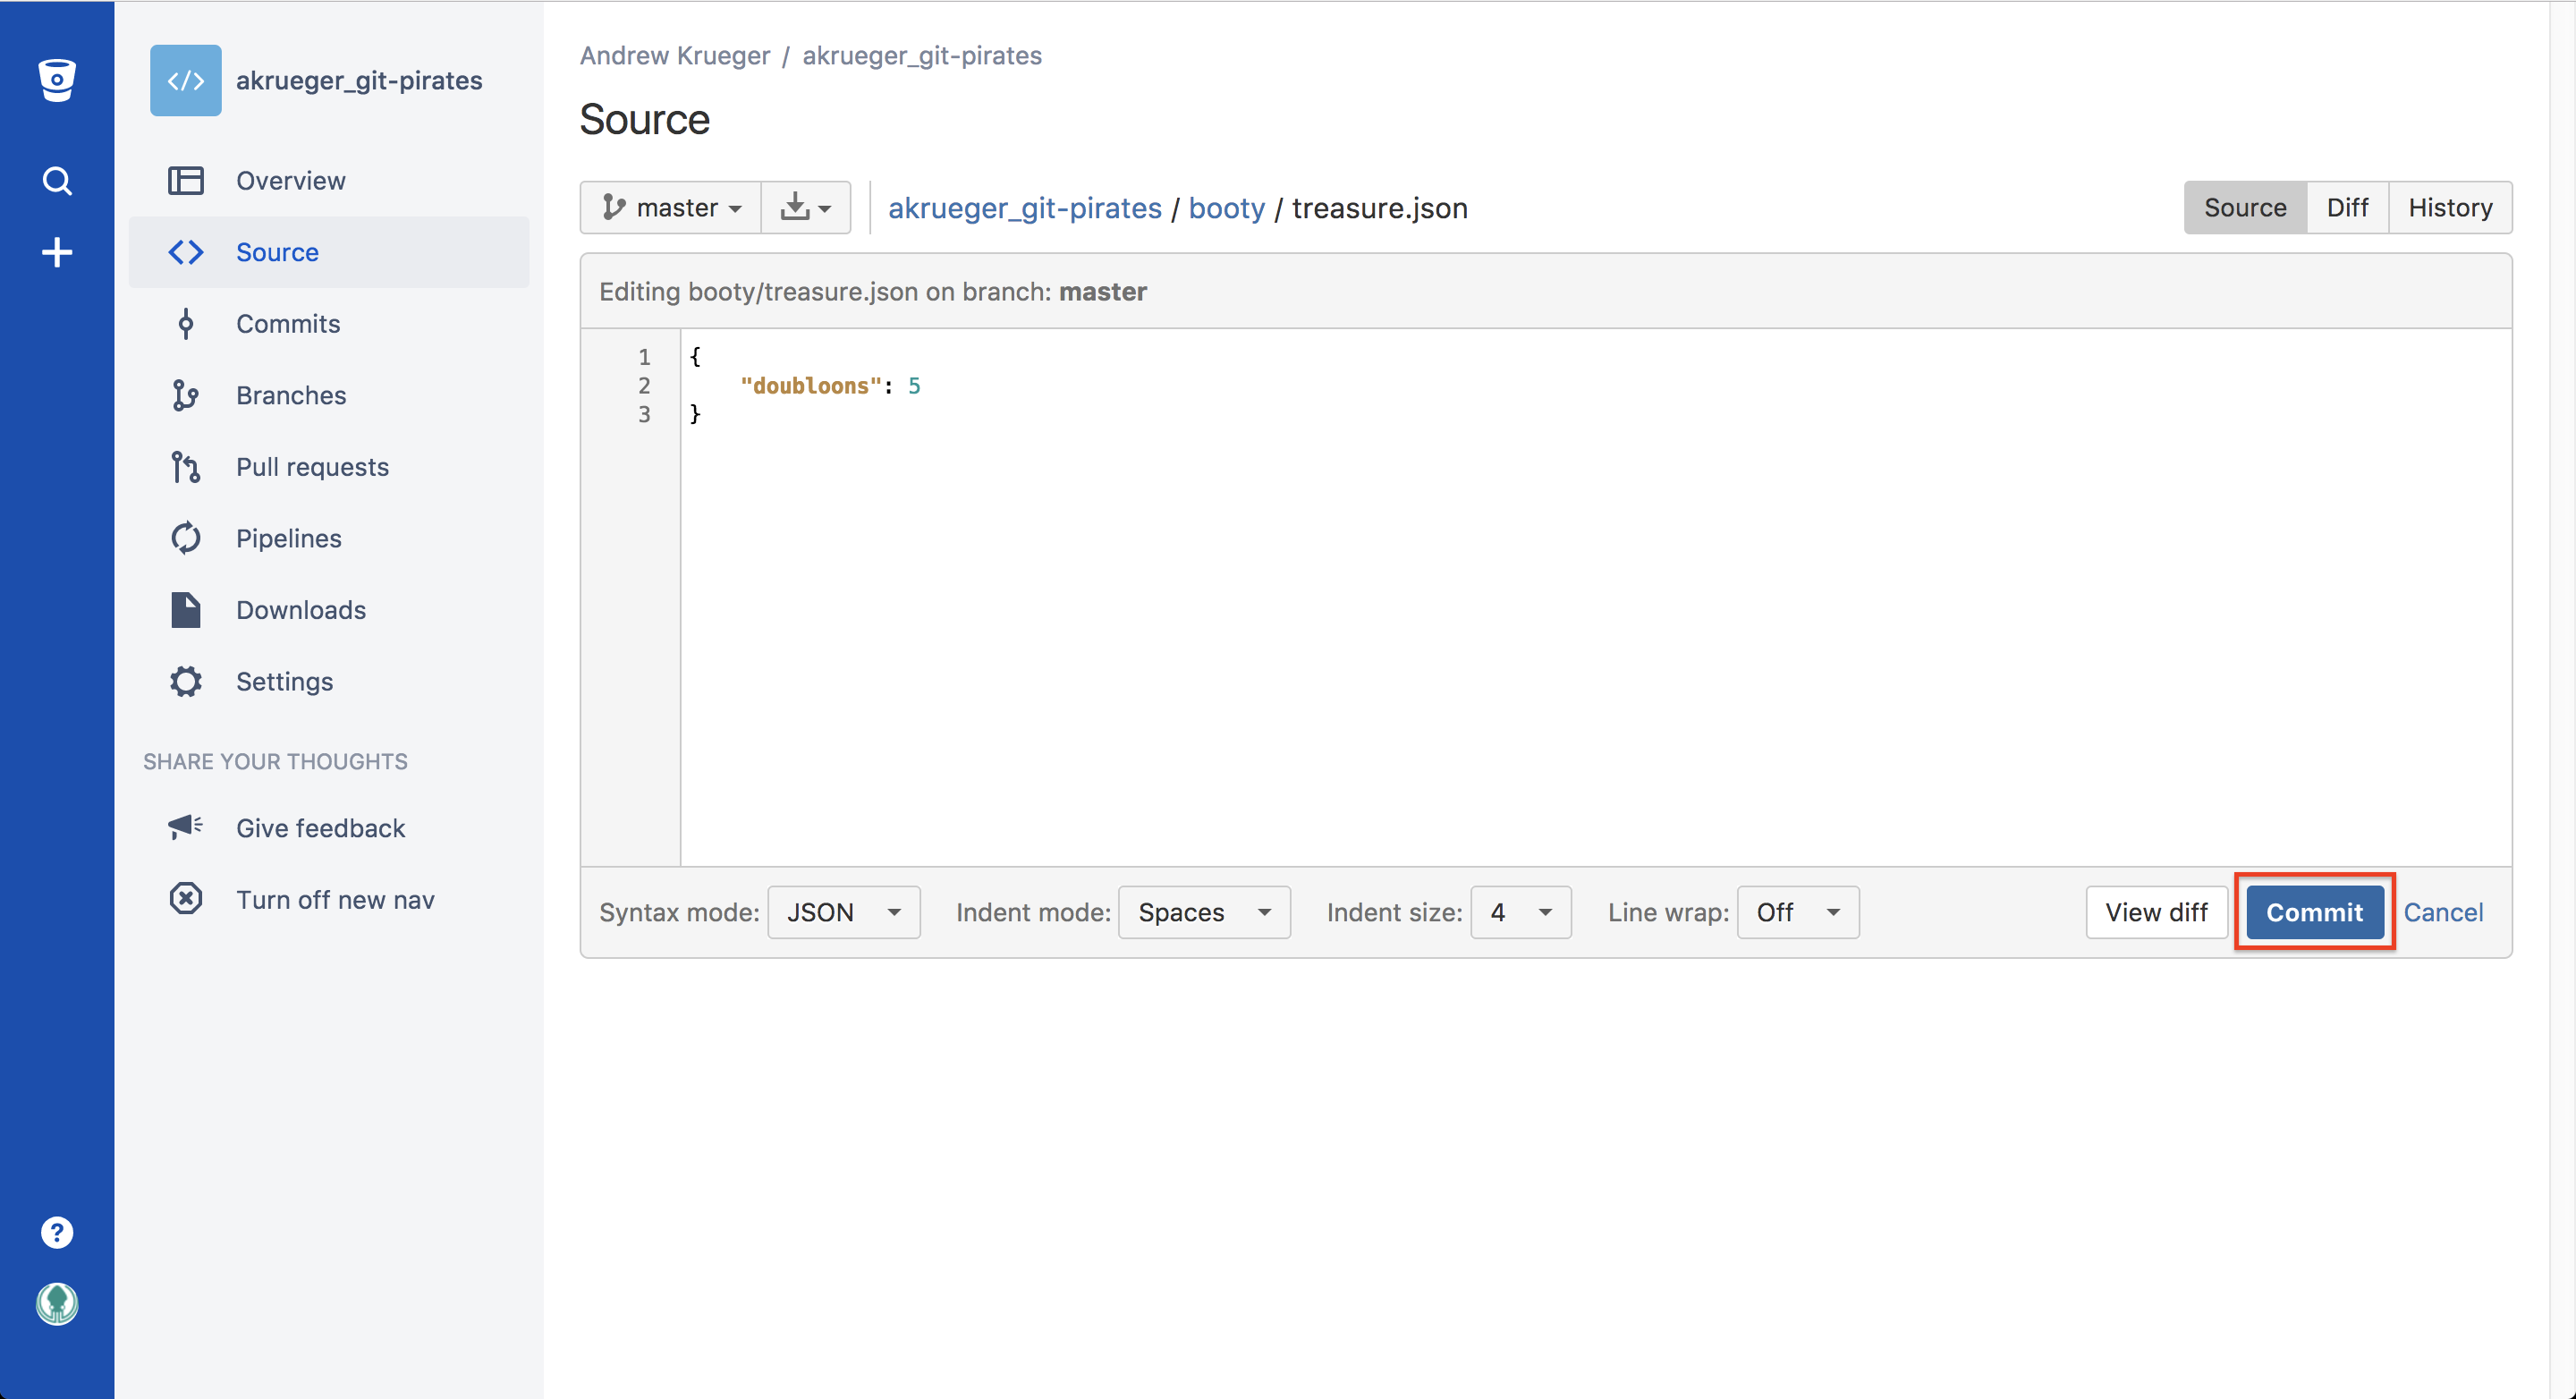 akrueger_git-pirates
Overview
Source
Commits
Branches
Pull requests
Pipelines
Downloads
Settings
SHARE YOUR THOUGHTS
Give feedback
Turn off new nav
Andrew Krueger / akrueger_git-pirates
Source
master
akrueger_git-pirates / booty / treasure.json
Source Diff History
Editing booty/treasure.json on branch: master
1 {
2 "doubloons": 5
3 }
Syntax mode: JSON Indent mode: Spaces Indent size: 4 Line wrap: Off View diff Commit Cancel